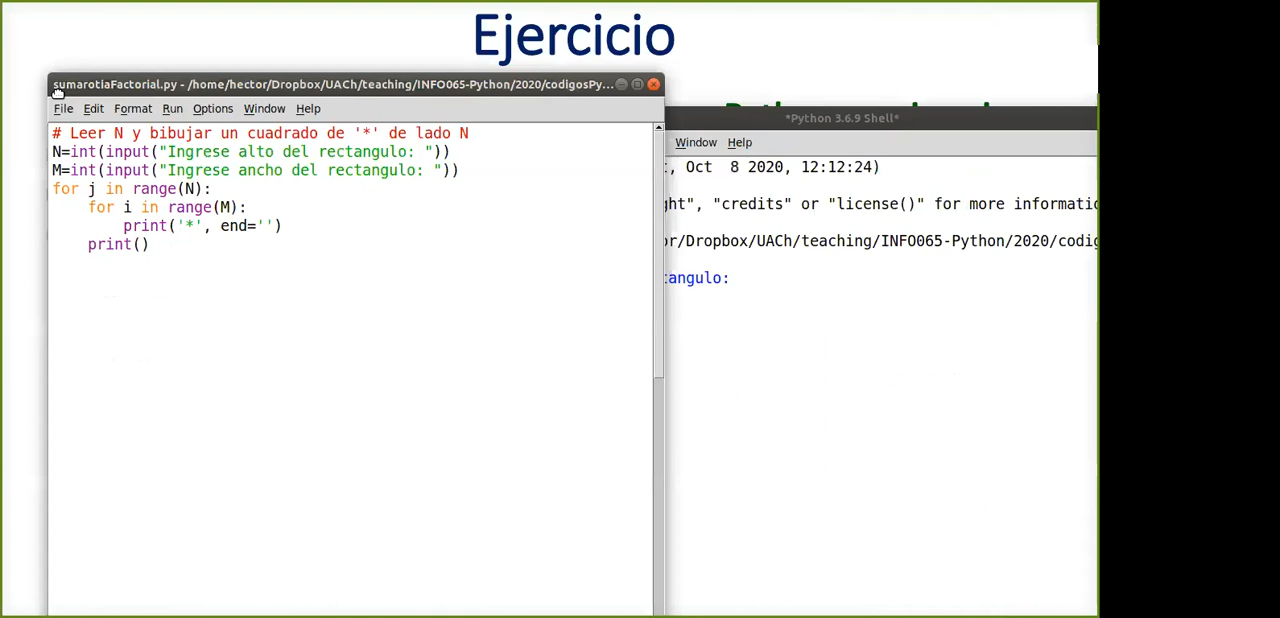 Ejercicio
sumarotiaFactorial.py - /home/hector/Dropbox/UACh/teaching/INFO065-Python/2020/codigosPy...
File Edit Format Run Options Window Help
# Leer N y bibujar un cuadrado de '*' de lado N
N=int(input("Ingrese alto del rectangulo: "))
M=int(input("Ingrese ancho del rectangulo: "))
for j in range(N):
    for i in range(M):
        print('*', end='')
    print()
*Python 3.6.9 Shell*
Window Help
, Oct 8 2020, 12:12:24)
ght", "credits" or "license()" for more informatio
or/Dropbox/UACh/teaching/INFO065-Python/2020/codig
tangulo: